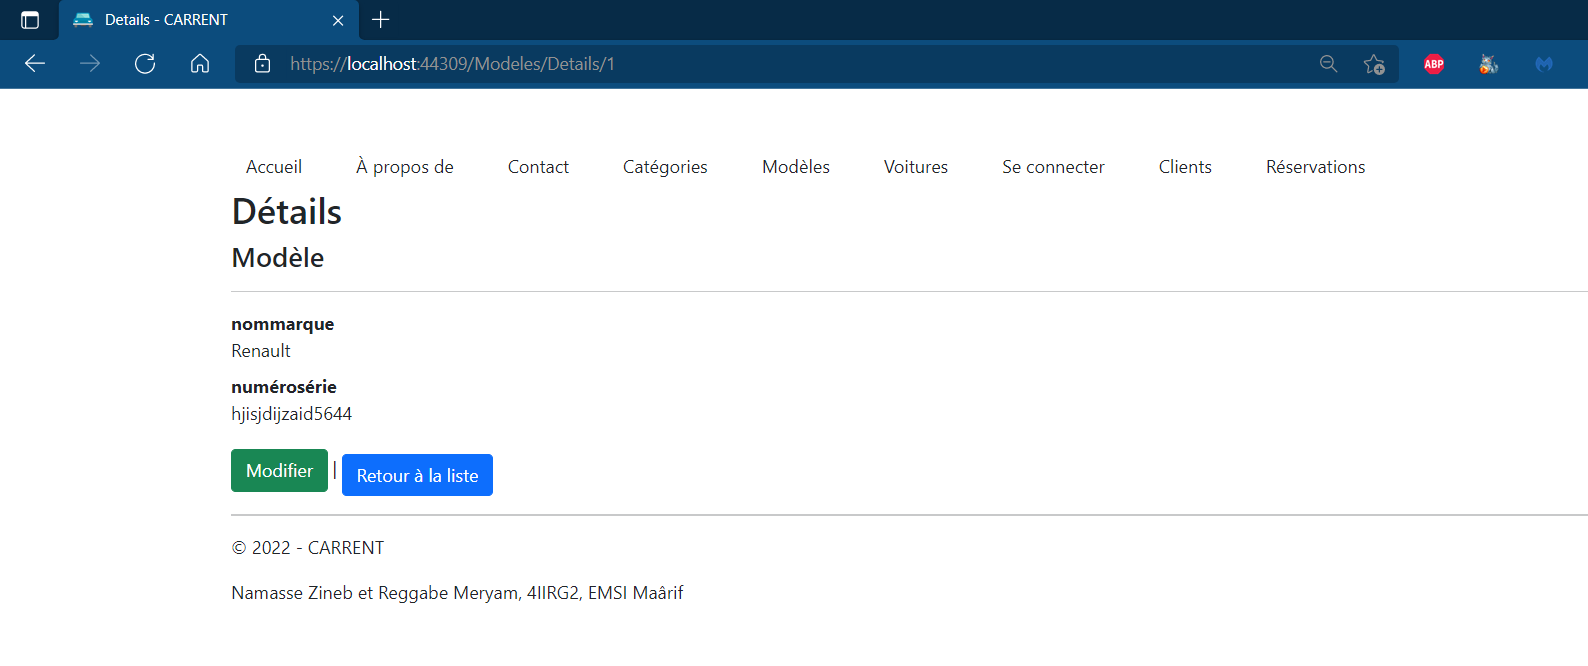 Details - CARRENT
https://localhost:44309/Modeles/Details/1
ABP
Accueil À propos de Contact Catégories Modèles Voitures Se connecter Clients Réservations
Détails
Modèle
nommarque
Renault
numérosérie
hjisjdijzaid5644
Modifier | Retour à la liste
© 2022 - CARRENT
Namasse Zineb et Reggabe Meryam, 4IIRG2, EMSI Maârif